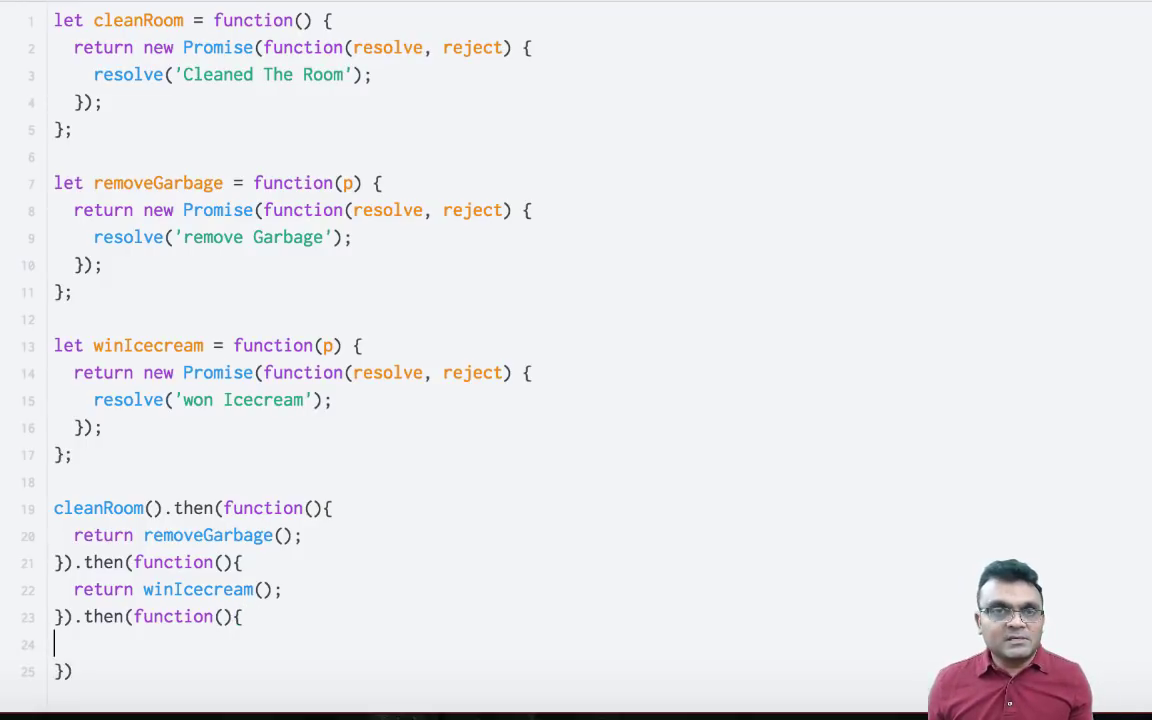 1 let cleanRoom = function() {
2 return new Promise(function(resolve, reject) {
3 resolve('Cleaned The Room');
4 });
5 };
6
7 let removeGarbage = function(p) {
8 return new Promise(function(resolve, reject) {
9 resolve('remove Garbage');
10 });
11 };
12
13 let winIcecream = function(p) {
14 return new Promise(function(resolve, reject) {
15 resolve('won Icecream');
16 });
17 };
18
19 cleanRoom().then(function(){
20 return removeGarbage();
21 }).then(function(){
22 return winIcecream();
23 }).then(function(){
24
25 })